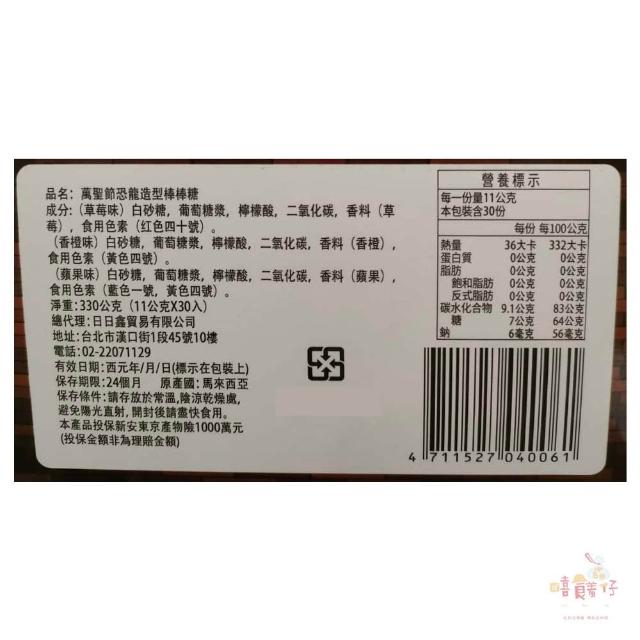 品名：萬聖節恐龍造型棒棒糖
成分：(草莓味) 白砂糖，葡萄糖漿，檸檬酸，二氧化碳，香料 (草
莓)，食用色素 (红色四十號)。
(香橙味) 白砂糖，葡萄糖漿，檸檬酸，二氧化碳，香料 (香橙)，
食用色素 (黃色四號)。
(蘋果味) 白砂糖，葡萄糖漿，檸檬酸，二氧化碳，香料 (蘋果)，
食用色素 (藍色一號，黃色四號)。
淨重:330公克 (11公克X30入)
總代理:日日鑫貿易有限公司
地址:台北市漢口街1段45號10樓
電話:02-22071129
有效日期:西元年/月/日(標示在包裝上)
保存期限:24個月 原產國:馬來西亞
保存條件:請存放於常溫,陰涼乾燥處,
避免陽光直射,開封後請盡快食用。
本產品投保新安東京產物險1000萬元
(投保金額非為理賠金額)
營養標示
每一份量11公克
本包裝含30份
每份 每100公克
熱量 36大卡 332大卡
蛋白質 0公克 0公克
脂肪 0公克 0公克
飽和脂肪 0公克 0公克
反式脂肪 0公克 0公克
碳水化合物 9.1公克 83公克
糖 7公克 64公克
鈉 6毫克 56毫克
4 711527 040061